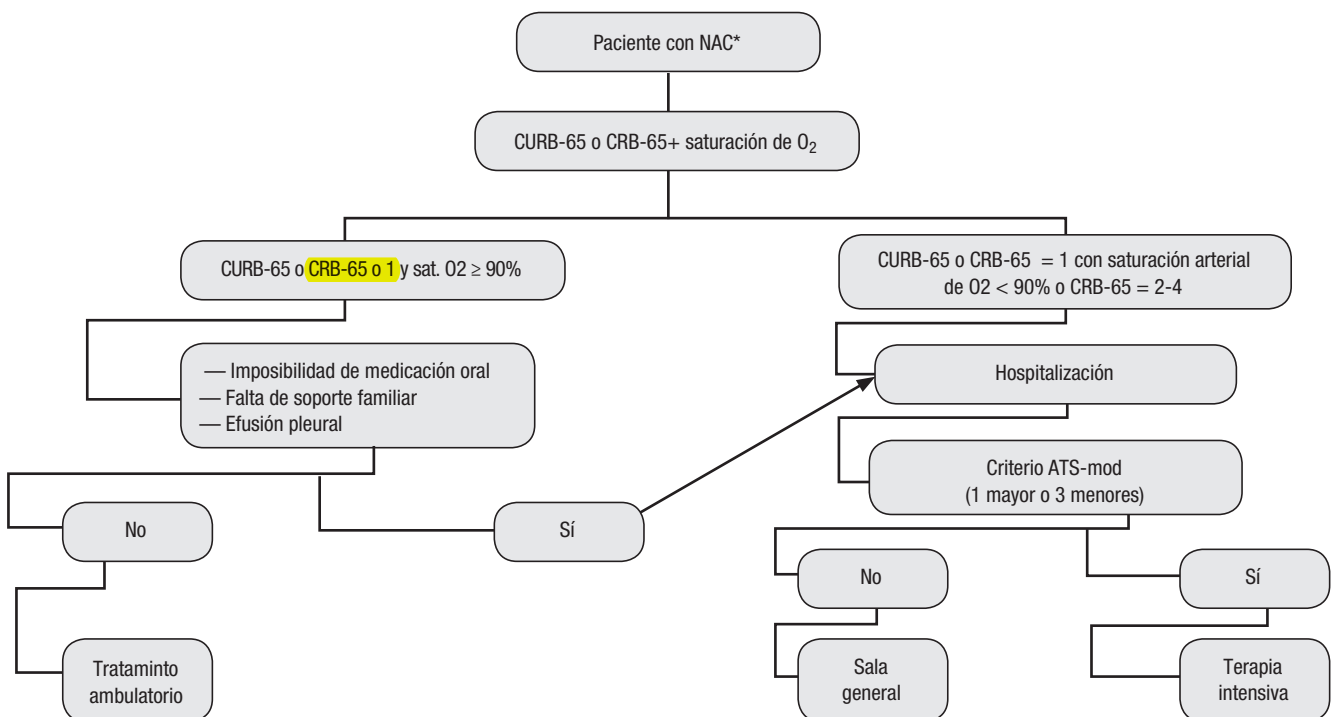 Paciente con NAC*
CURB-65 o CRB-65+ saturación de O₂
CURB-65 o CRB-65 o 1 y sat. O2 ≥ 90%
CURB-65 o CRB-65 = 1 con saturación arterial
de O2 < 90% o CRB-65 = 2-4
— Imposibilidad de medicación oral
— Falta de soporte familiar
— Efusión pleural
Hospitalización
Criterio ATS-mod
(1 mayor o 3 menores)
No
Sí
No
Sí
Trataminto
ambulatorio
Sala
general
Terapia
intensiva